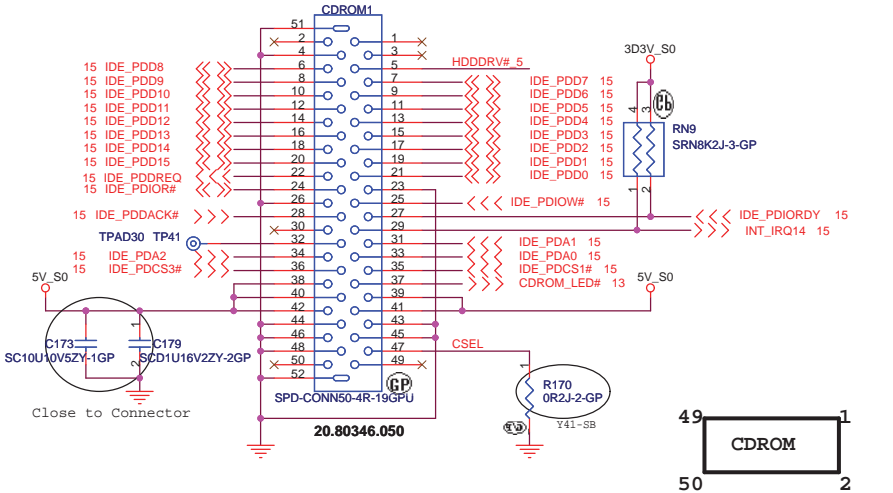 CDROM1
51
2 1
4 3
6 5 HDDDRV#_5
15 IDE_PDD8 8 7 IDE_PDD7 15
15 IDE_PDD9 10 9 IDE_PDD6 15
15 IDE_PDD10 12 11 IDE_PDD5 15
15 IDE_PDD11 14 13 IDE_PDD4 15
15 IDE_PDD12 16 15 IDE_PDD3 15
15 IDE_PDD13 18 17 IDE_PDD2 15
15 IDE_PDD14 20 19 IDE_PDD1 15
15 IDE_PDD15 22 21 IDE_PDD0 15
15 IDE_PDDREQ 24 23
15 IDE_PDIOR# 26 25 IDE_PDIOW# 15
15 IDE_PDDACK# 28 27 IDE_PDIORDY 15
30 29 INT_IRQ14 15
TPAD30 TP41 32 31 IDE_PDA1 15
15 IDE_PDA2 34 33 IDE_PDA0 15
15 IDE_PDCS3# 36 35 IDE_PDCS1# 15
38 37 CDROM_LED# 13
5V_S0 40 39 5V_S0
42 41
44 43
46 45
48 47 CSEL
50 49
52
GP
SPD-CONN50-4R-19GPU
20.80346.050
3D3V_S0
4 3
RN9
SRN8K2J-3-GP
1 2
C173
SC10U10V5ZY-1GP
1
C179
SCD1U16V2ZY-2GP
2
Close to Connector
1
R170
0R2J-2-GP
Y41-SB
49 1
CDROM
50 2